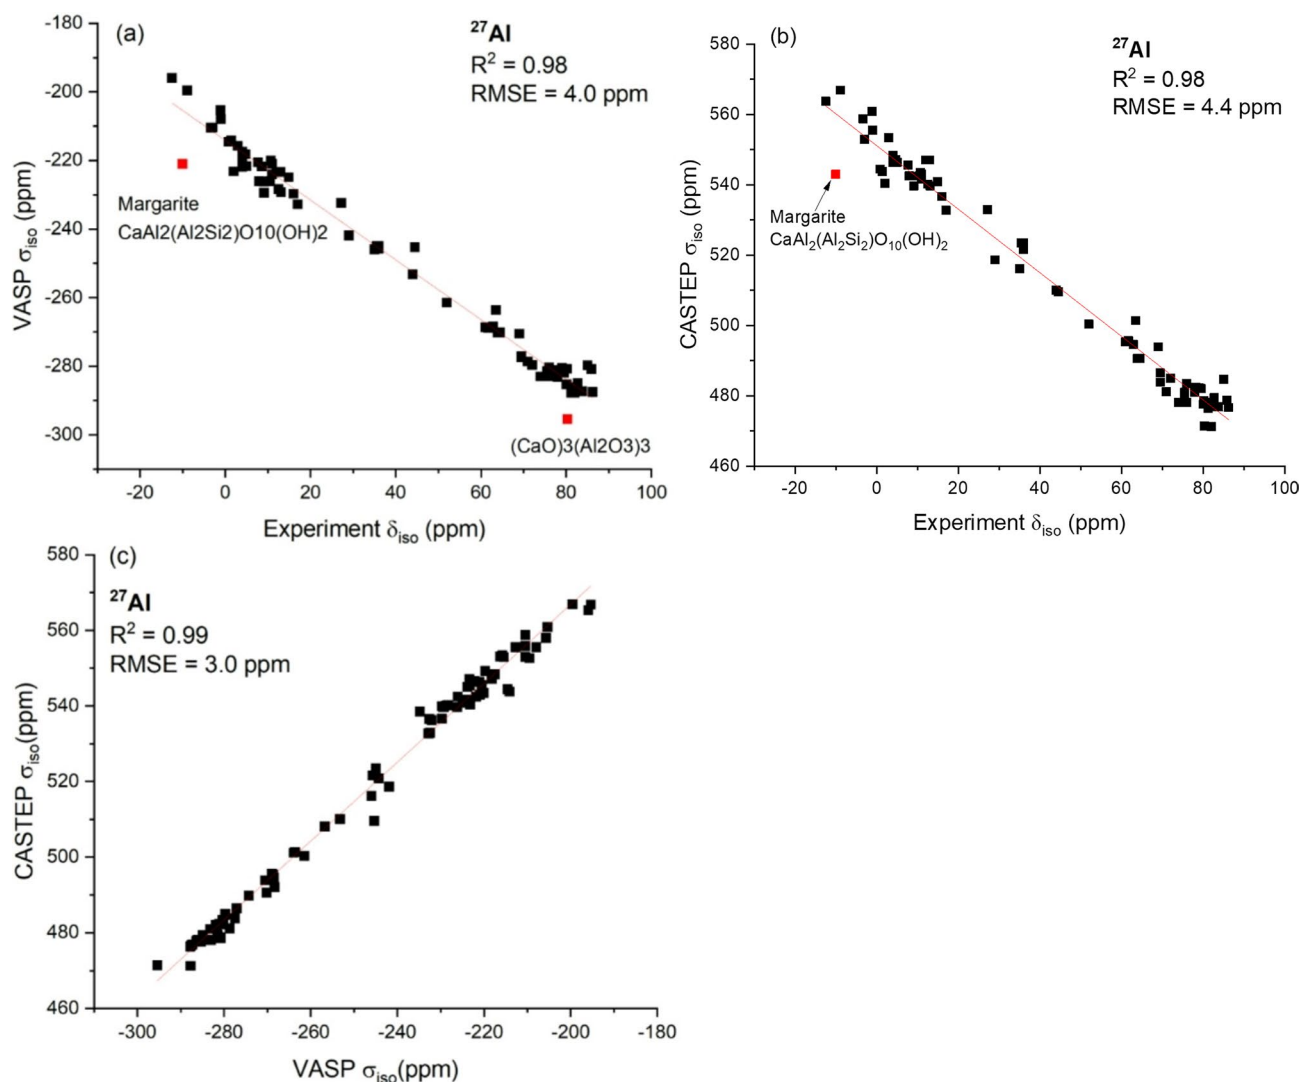 (a)
²⁷Al
R² = 0.98
RMSE = 4.0 ppm
-180
-200
-220
-240
-260
-280
-300
VASP σiso (ppm)
Margarite
CaAl2(Al2Si2)O10(OH)2
(CaO)3(Al2O3)3
-20 0 20 40 60 80 100
Experiment δiso (ppm)
(b)
²⁷Al
R² = 0.98
RMSE = 4.4 ppm
580
560
540
520
500
480
460
CASTEP σiso (ppm)
Margarite
CaAl₂(Al₂Si₂)O₁₀(OH)₂
-20 0 20 40 60 80 100
Experiment δiso (ppm)
(c)
²⁷Al
R² = 0.99
RMSE = 3.0 ppm
580
560
540
520
500
480
460
CASTEP σiso(ppm)
-300 -280 -260 -240 -220 -200 -180
VASP σiso(ppm)